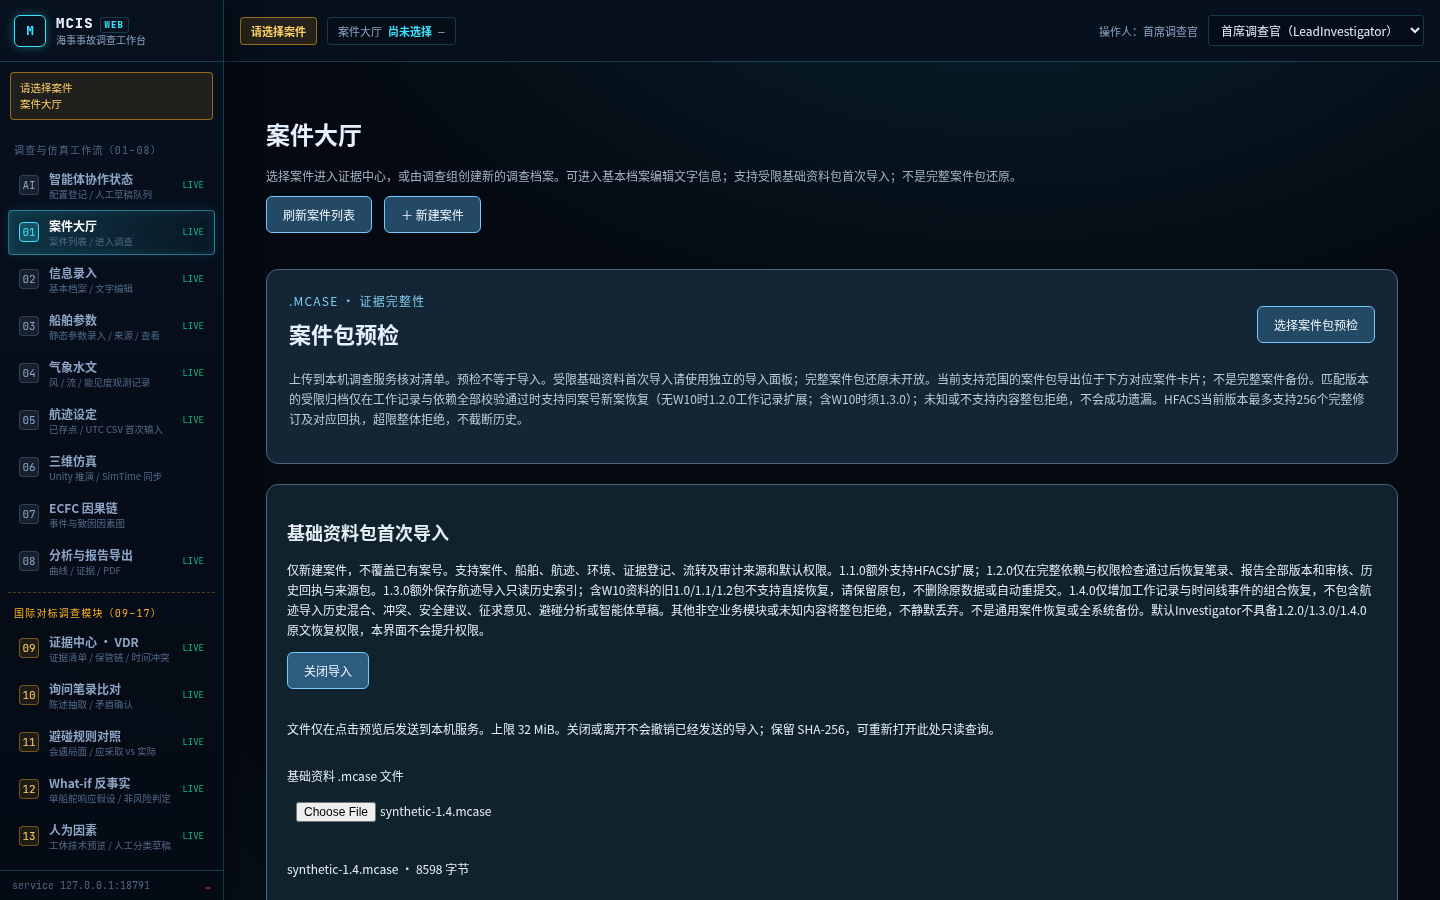 M
MCIS WEB
海事事故调查工作台
请选择案件
案件大厅 尚未选择 —
操作人：首席调查官
首席调查官（LeadInvestigator）
请选择案件
案件大厅
调查与仿真工作流（01-08）
AI 智能体协作状态 LIVE
配置登记 / 人工草稿队列
01 案件大厅 LIVE
案件列表 / 进入调查
02 信息录入 LIVE
基本档案 / 文字编辑
03 船舶参数 LIVE
静态参数录入 / 来源 / 查看
04 气象水文 LIVE
风 / 流 / 能见度观测记录
05 航迹设定 LIVE
已存点 / UTC CSV 首次输入
06 三维仿真
Unity 推演 / SimTime 同步
07 ECFC 因果链
事件与致因因素图
08 分析与报告导出 LIVE
曲线 / 证据 / PDF
国际对标调查模块（09-17）
09 证据中心 · VDR LIVE
证据清单 / 保管链 / 时间冲突
10 询问笔录比对 LIVE
陈述抽取 / 矛盾确认
11 避碰规则对照 LIVE
会遇局面 / 应采取 vs 实际
12 What-if 反事实 LIVE
单船舵响应假设 / 非风险判定
13 人为因素 LIVE
工休技术预览 / 人工分类草稿
service 127.0.0.1:18791 …
案件大厅
选择案件进入证据中心，或由调查组创建新的调查档案。可进入基本档案编辑文字信息；支持受限基础资料包首次导入；不是完整案件包还原。
刷新案件列表
＋ 新建案件
.MCASE · 证据完整性
案件包预检
选择案件包预检
上传到本机调查服务核对清单。预检不等于导入。受限基础资料首次导入请使用独立的导入面板；完整案件包还原未开放。当前支持范围的案件包导出位于下方对应案件卡片；不是完整案件备份。匹配版本
的受限归档仅在工作记录与依赖全部校验通过时支持同案号新案恢复（无W10时1.2.0工作记录扩展；含W10时须1.3.0）；未知或不支持内容整包拒绝，不会成功遗漏。HFACS当前版本最多支持256个完整修
订及对应回执，超限整体拒绝，不截断历史。
基础资料包首次导入
仅新建案件，不覆盖已有案号。支持案件、船舶、航迹、环境、证据登记、流转及审计来源和默认权限。1.1.0额外支持HFACS扩展；1.2.0仅在完整依赖与权限检查通过后恢复笔录、报告全部版本和审核、历
史回执与来源包。1.3.0额外保存航迹导入只读历史索引；含W10资料的旧1.0/1.1/1.2包不支持直接恢复，请保留原包，不删除原数据或自动重提交。1.4.0仅增加工作记录与时间线事件的组合恢复，不包含航
迹导入历史混合、冲突、安全建议、征求意见、避碰分析或智能体草稿。其他非空业务模块或未知内容将整包拒绝，不静默丢弃。不是通用案件恢复或全系统备份。默认Investigator不具备1.2.0/1.3.0/1.4.0
原文恢复权限，本界面不会提升权限。
关闭导入
文件仅在点击预览后发送到本机服务。上限 32 MiB。关闭或离开不会撤销已经发送的导入；保留 SHA-256，可重新打开此处只读查询。
基础资料 .mcase 文件
Choose File synthetic-1.4.mcase
synthetic-1.4.mcase · 8598 字节